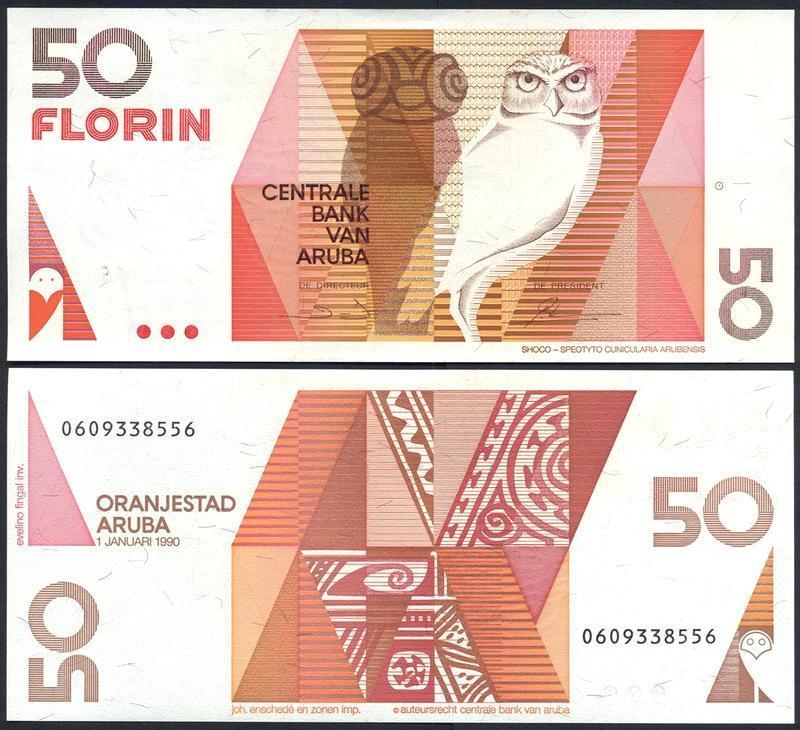 50
FLORIN
CENTRALE
BANK
VAN
ARUBA
DE DIRECTEUR
DE PRESIDENT
50
SHOCO – SPEOTYTO CUNICULARIA ARUBENSIS
0609338556
evelino fingal inv.
ORANJESTAD
ARUBA
1 JANUARI 1990
50
50
0609338556
joh. enschedé en zonen imp.
© auteursrecht centrale bank van aruba